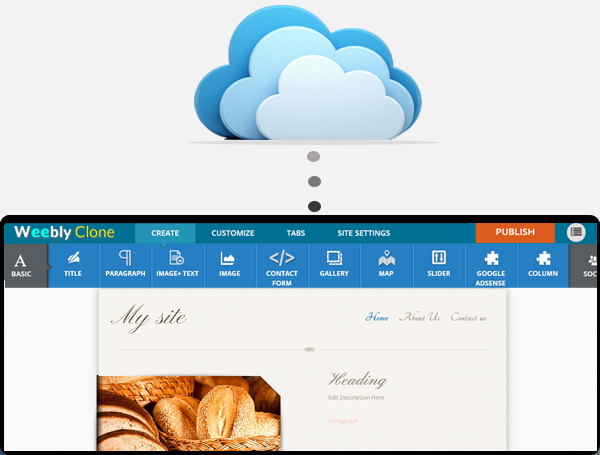 Weebly Clone
CREATE
CUSTOMIZE
TABS
SITE SETTINGS
PUBLISH
A
BASIC
TITLE
PARAGRAPH
IMAGE+ TEXT
IMAGE
</>
CONTACT
FORM
GALLERY
MAP
SLIDER
GOOGLE
ADSENSE
COLUMN
SOC
My site
Home
About Us
Contact us
Heading
Edit Description Here
Paragraph